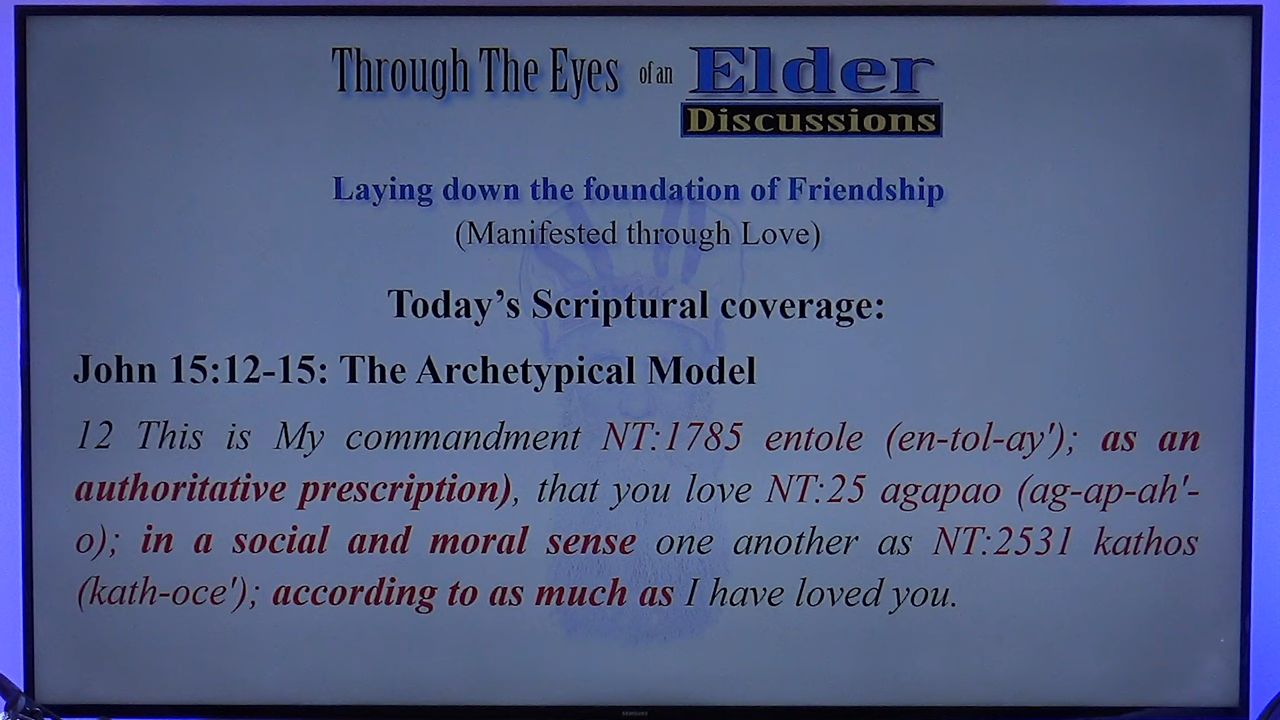 Through The Eyes of an Elder
Discussions
Laying down the foundation of Friendship
(Manifested through Love)
Today's Scriptural coverage:
John 15:12-15: The Archetypical Model
12 This is My commandment NT:1785 entole (en-tol-ay'); as an
authoritative prescription), that you love NT:25 agapao (ag-ap-ah'-
o); in a social and moral sense one another as NT:2531 kathos
(kath-oce'); according to as much as I have loved you.
SAMSUNG